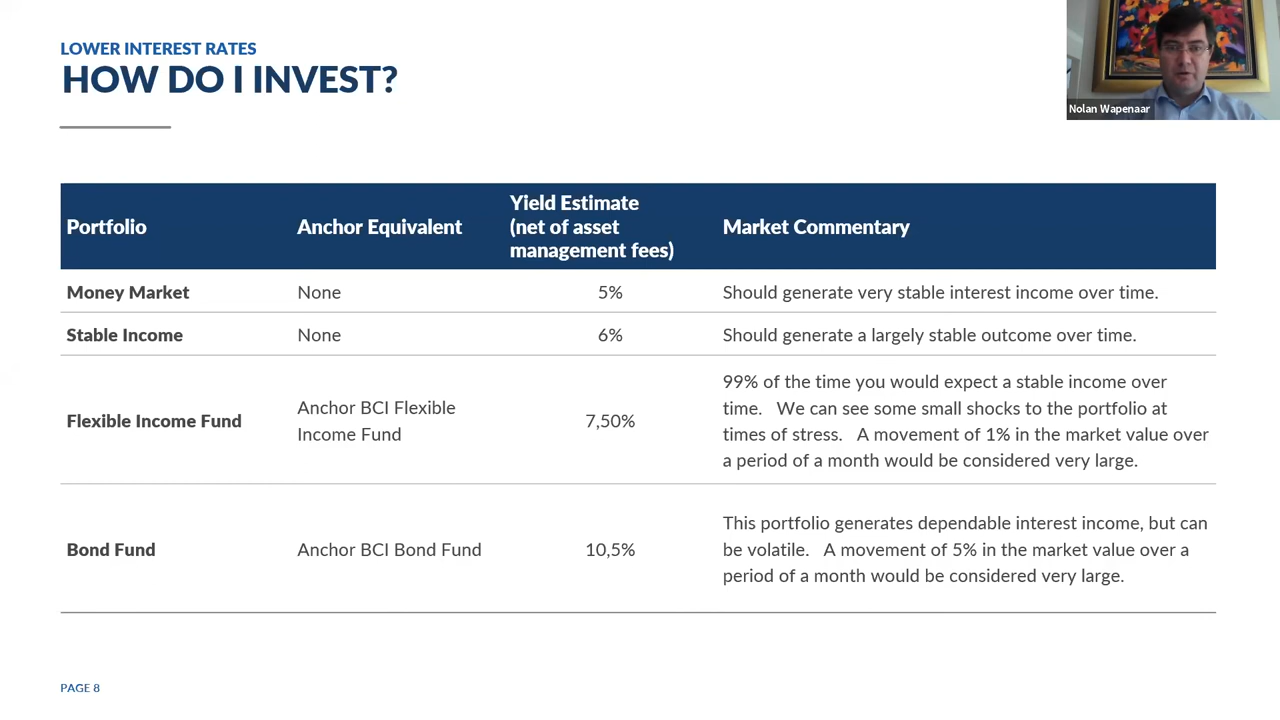 LOWER INTEREST RATES
HOW DO I INVEST?
Nolan Wapenaar
Portfolio
Anchor Equivalent
Yield Estimate
(net of asset
management fees)
Market Commentary
Money Market
None
5%
Should generate very stable interest income over time.
Stable Income
None
6%
Should generate a largely stable outcome over time.
Flexible Income Fund
Anchor BCI Flexible
Income Fund
7,50%
99% of the time you would expect a stable income over
time. We can see some small shocks to the portfolio at
times of stress. A movement of 1% in the market value over
a period of a month would be considered very large.
Bond Fund
Anchor BCI Bond Fund
10,5%
This portfolio generates dependable interest income, but can
be volatile. A movement of 5% in the market value over a
period of a month would be considered very large.
PAGE 8